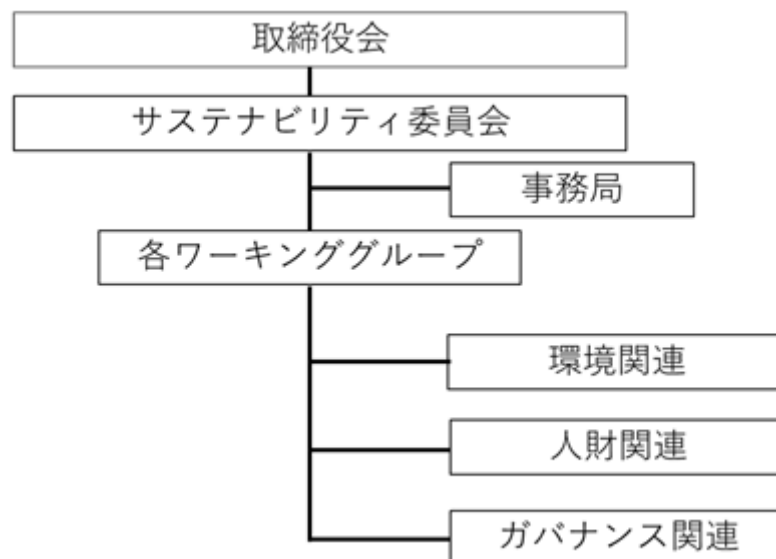 取締役会
サステナビリティ委員会
事務局
各ワーキンググループ
環境関連
人財関連
ガバナンス関連